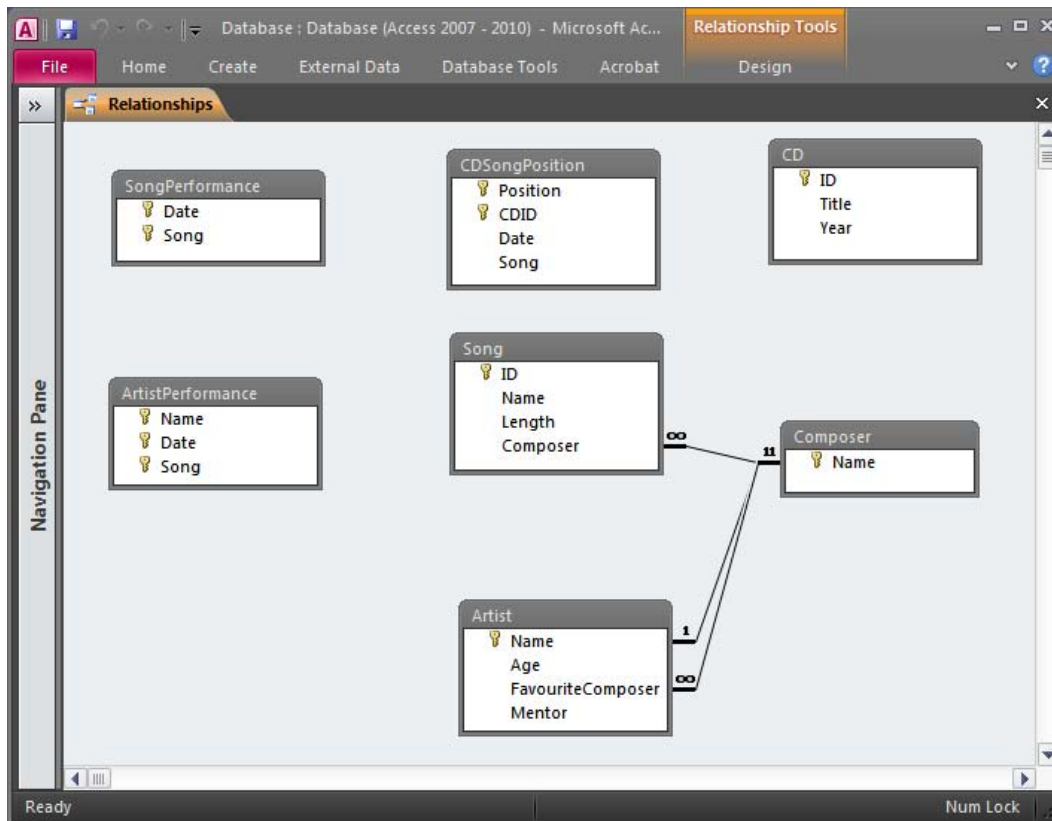 A Database : Database (Access 2007 - 2010) - Microsoft Ac... Relationship Tools
File Home Create External Data Database Tools Acrobat Design ?
» Relationships
Navigation Pane
SongPerformance
Date
Song
CDSongPosition
Position
CDID
Date
Song
CD
ID
Title
Year
ArtistPerformance
Name
Date
Song
Song
ID
Name
Length
Composer
∞
11
Composer
Name
Artist
Name
Age
FavouriteComposer
Mentor
1
∞
Ready Num Lock